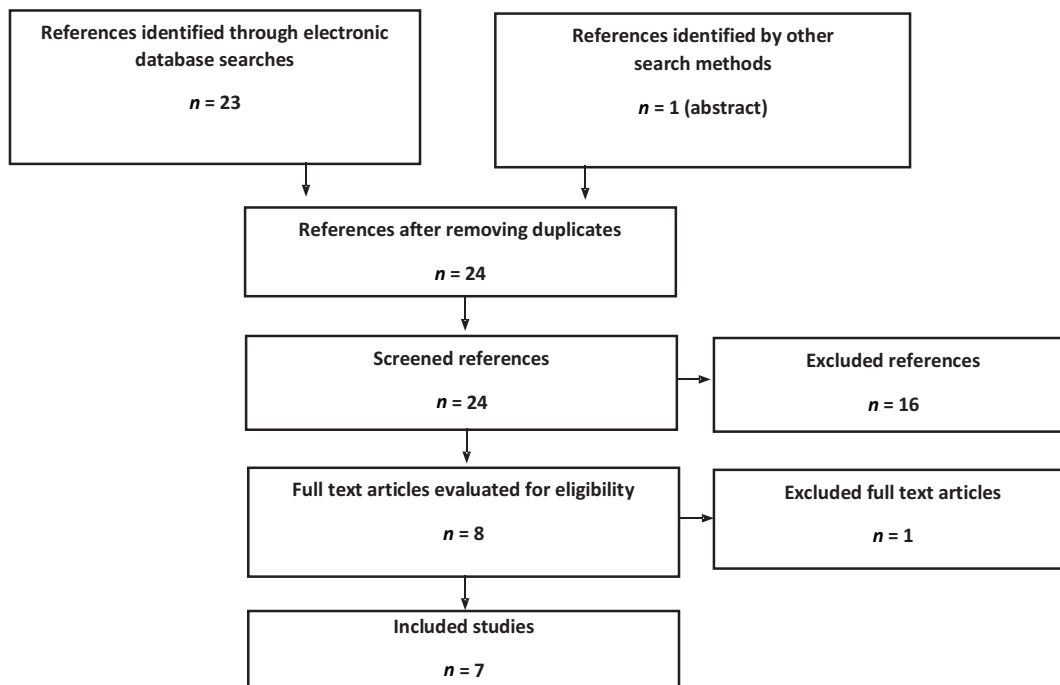 References identified through electronic
database searches
n = 23
References identified by other
search methods
n = 1 (abstract)
References after removing duplicates
n = 24
Screened references
n = 24
Excluded references
n = 16
Full text articles evaluated for eligibility
n = 8
Excluded full text articles
n = 1
Included studies
n = 7